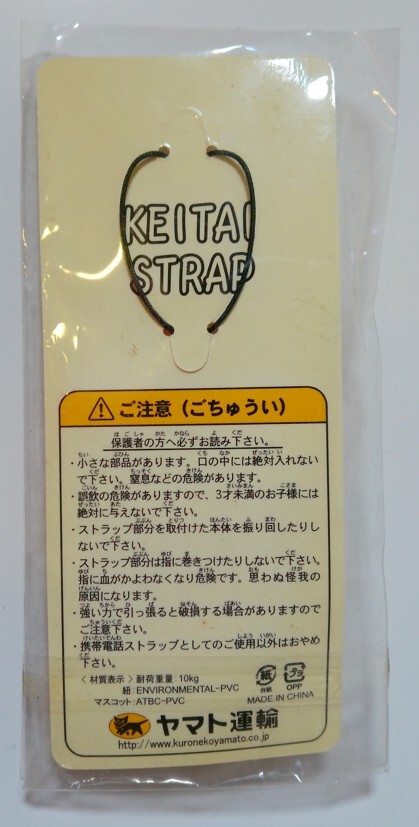 KEITAI
STRAP
ご注意（ごちゅうい）
保護者の方へ必ずお読み下さい。
・小さな部品があります。口の中には絶対入れない
で下さい。窒息などの危険があります。
・誤飲の危険がありますので、3才未満のお子様には
絶対に与えないで下さい。
・ストラップ部分を取付けた本体を振り回したりし
ないで下さい。
・ストラップ部分は指に巻きつけたりしないで下さい。
指に血がかよわなくなり危険です。思わぬ怪我の
原因になります。
・強い力で引っ張ると破損する場合がありますので
ご注意下さい。
・携帯電話ストラップとしてのご使用以外はおやめ
下さい。
〈材質表示〉耐荷重量：10kg
紐：ENVIRONMENTAL-PVC
マスコット：ATBC-PVC
紙
台紙
プラ
OPP
MADE IN CHINA
ヤマト運輸
http://www.kuronekoyamato.co.jp